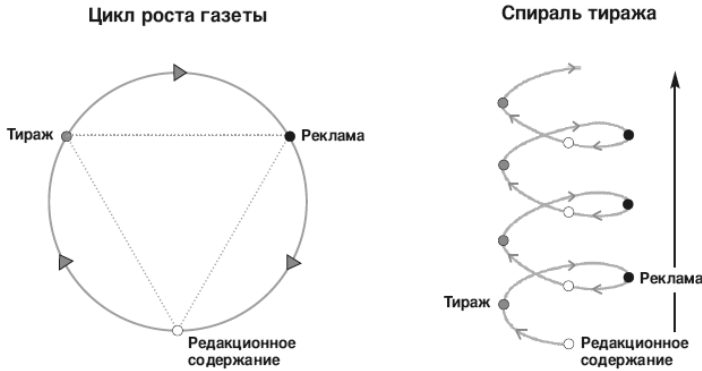 Цикл роста газеты
Тираж
Реклама
Редакционное
содержание
Спираль тиража
Реклама
Тираж
Редакционное
содержание